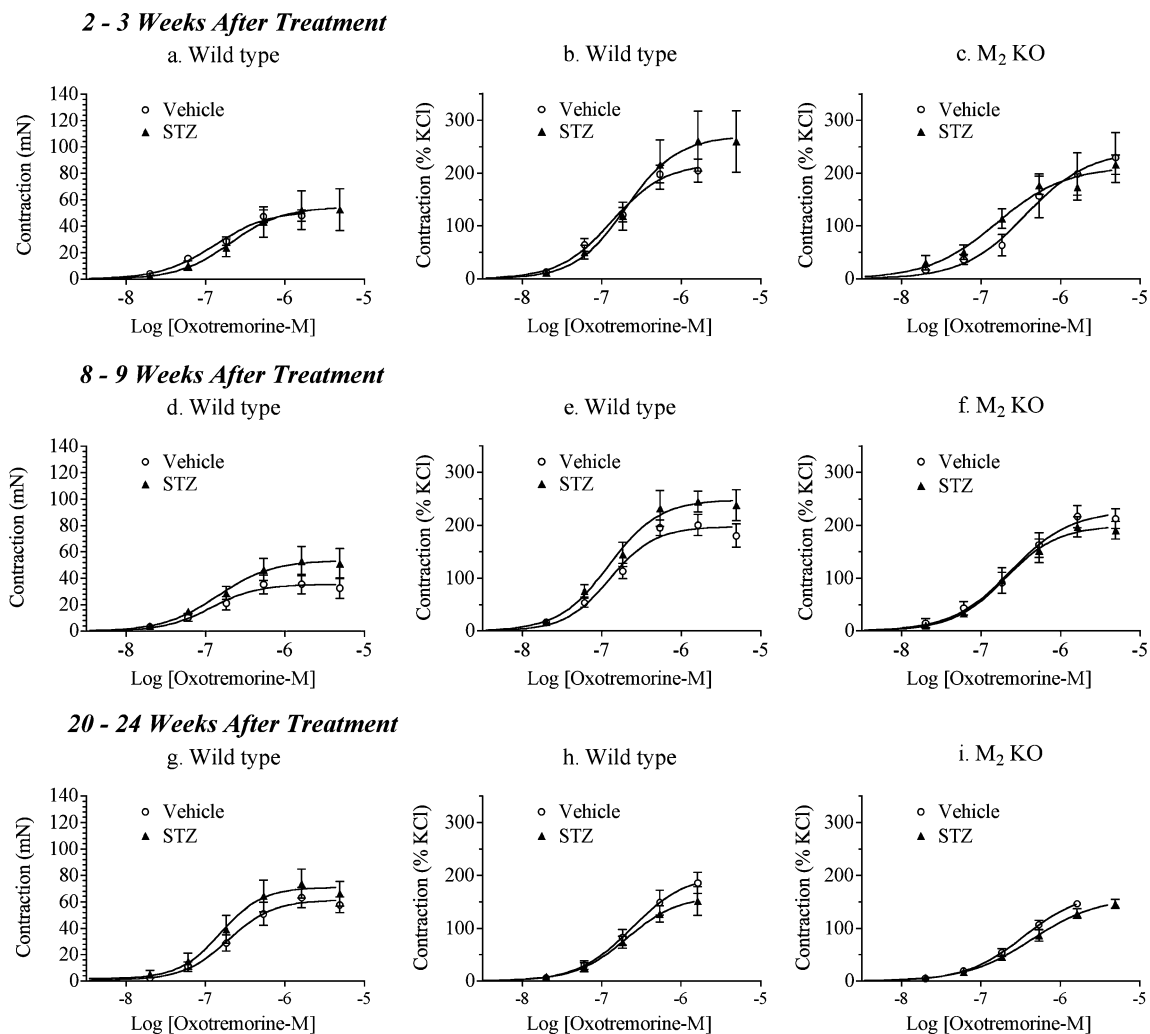 2 - 3 Weeks After Treatment
a. Wild type
Contraction (mN)
140
120
100
80
60
40
20
0
Vehicle
STZ
-8
-7
-6
-5
Log [Oxotremorine-M]
b. Wild type
Contraction (% KCl)
300
200
100
0
Vehicle
STZ
-8
-7
-6
-5
Log [Oxotremorine-M]
c. M₂ KO
Contraction (% KCl)
300
200
100
0
Vehicle
STZ
-8
-7
-6
-5
Log [Oxotremorine-M]
8 - 9 Weeks After Treatment
d. Wild type
Contraction (mN)
140
120
100
80
60
40
20
0
Vehicle
STZ
-8
-7
-6
-5
Log [Oxotremorine-M]
e. Wild type
Contraction (% KCl)
300
200
100
0
Vehicle
STZ
-8
-7
-6
-5
Log [Oxotremorine-M]
f. M₂ KO
Contraction (% KCl)
300
200
100
0
Vehicle
STZ
-8
-7
-6
-5
Log [Oxotremorine-M]
20 - 24 Weeks After Treatment
g. Wild type
Contraction (mN)
140
120
100
80
60
40
20
0
Vehicle
STZ
-8
-7
-6
-5
Log [Oxotremorine-M]
h. Wild type
Contraction (% KCl)
300
200
100
0
Vehicle
STZ
-8
-7
-6
-5
Log [Oxotremorine-M]
i. M₂ KO
Contraction (% KCl)
300
200
100
0
Vehicle
STZ
-8
-7
-6
-5
Log [Oxotremorine-M]